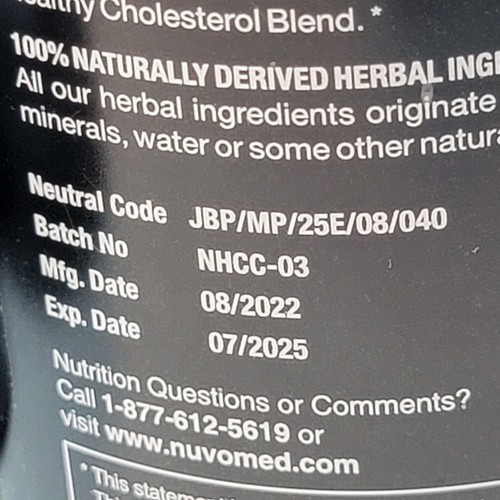 Cholesterol Blend. *
100% NATURALLY DERIVED HERBAL
All our herbal ingredients originate
minerals, water or some other
Neutral Code JBP/MP/25E/08/040
Batch No NHCC-03
Mfg. Date 08/2022
Exp. Date 07/2025
Nutrition Questions or Comments?
Call 1-877-612-5619 or
visit www.nuvomed.com
* This